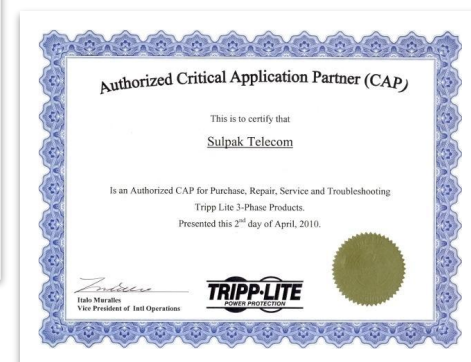 Authorized Critical Application Partner (CAP)
This is to certify that
Sulpak Telecom
Is an Authorized CAP for Purchase, Repair, Service and Troubleshooting
Tripp Lite 3-Phase Products.
Presented this 2nd day of April, 2010.
Italo Muralles
Vice President of Intl Operations
TRIPP·LITE
POWER PROTECTION